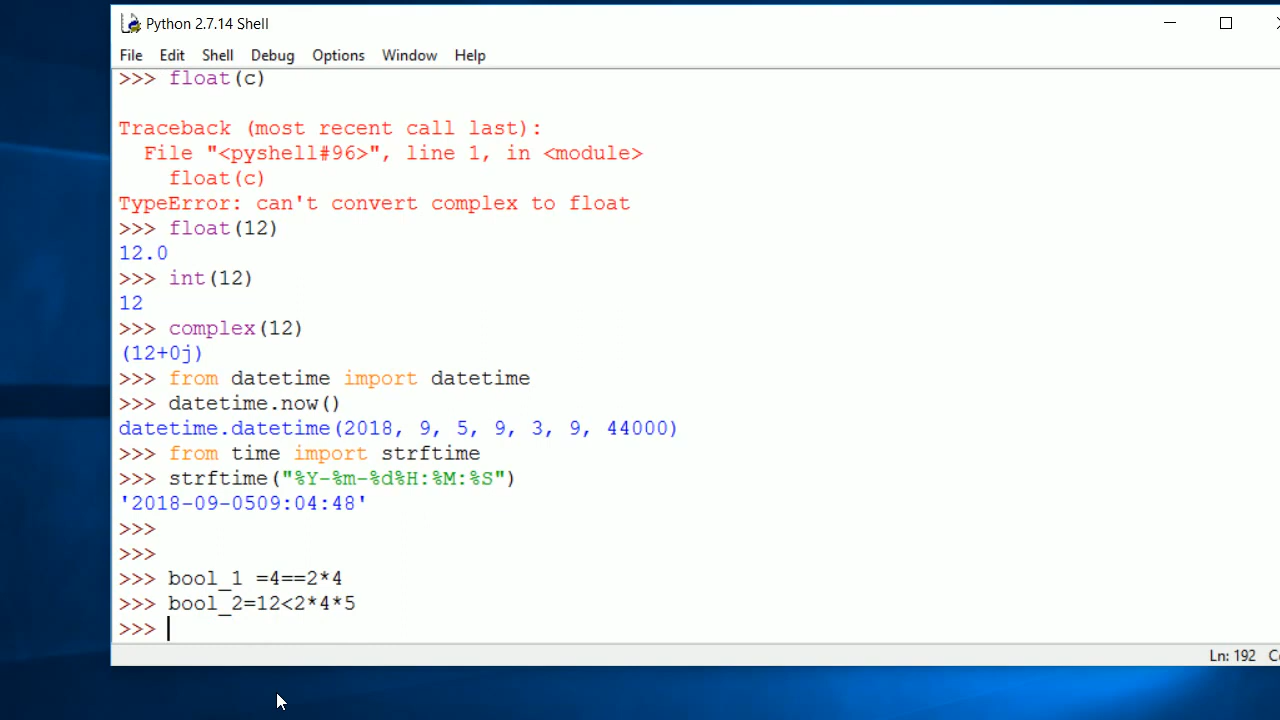 Python 2.7.14 Shell
File Edit Shell Debug Options Window Help
>>> float(c)
Traceback (most recent call last):
  File "<pyshell#96>", line 1, in <module>
    float(c)
TypeError: can't convert complex to float
>>> float(12)
12.0
>>> int(12)
12
>>> complex(12)
(12+0j)
>>> from datetime import datetime
>>> datetime.now()
datetime.datetime(2018, 9, 5, 9, 3, 9, 44000)
>>> from time import strftime
>>> strftime("%Y-%m-%d%H:%M:%S")
'2018-09-0509:04:48'
>>>
>>>
>>> bool_1 =4==2*4
>>> bool_2=12<2*4*5
>>>
Ln: 192